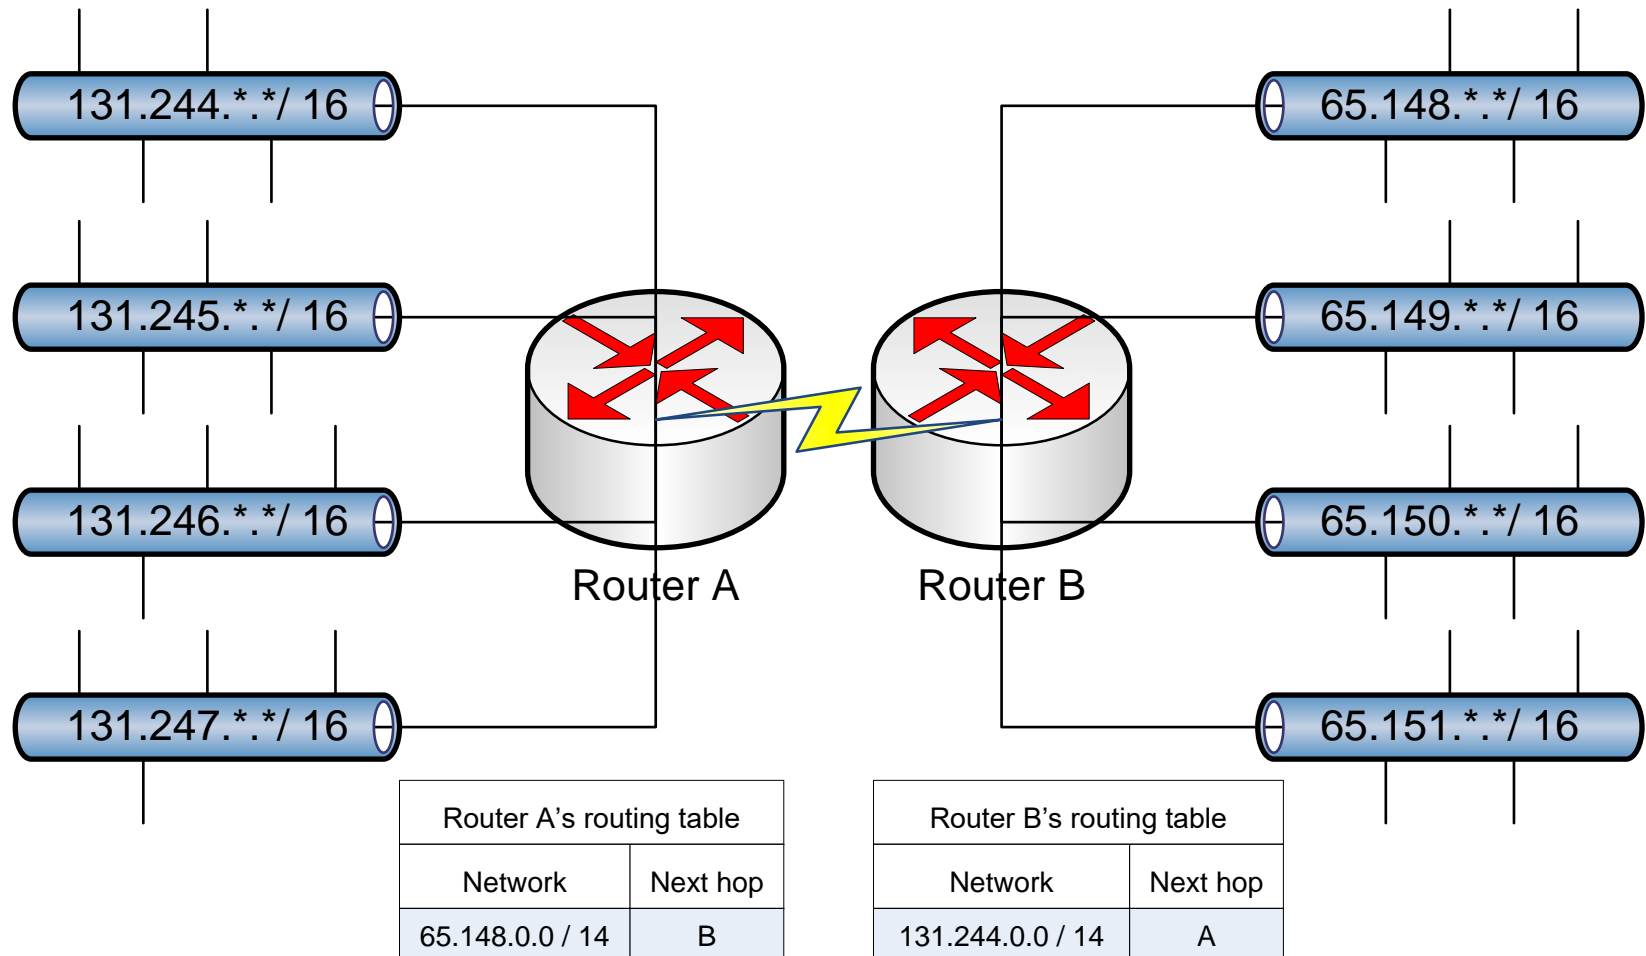 131.244.*.*/ 16
65.148.*.*/ 16
131.245.*.*/ 16
65.149.*.*/ 16
131.246.*.*/ 16
65.150.*.*/ 16
Router A
Router B
131.247.*.*/ 16
65.151.*.*/ 16
Router A’s routing table
Network Next hop
65.148.0.0 / 14 B
Router B’s routing table
Network Next hop
131.244.0.0 / 14 A